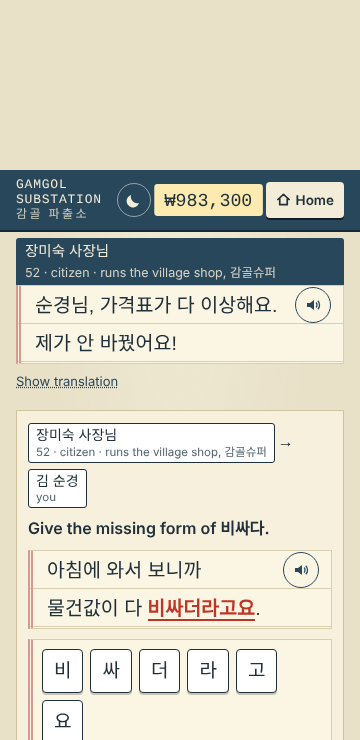 GAMGOL
SUBSTATION
감골 파출소
₩983,300
Home
장미숙 사장님
52 · citizen · runs the village shop, 감골슈퍼
순경님, 가격표가 다 이상해요.
제가 안 바꿨어요!
Show translation
장미숙 사장님
52 · citizen · runs the village shop, 감골슈퍼
→
김 순경
you
Give the missing form of 비싸다.
아침에 와서 보니까
물건값이 다 비싸더라고요.
비 싸 더 라 고
요